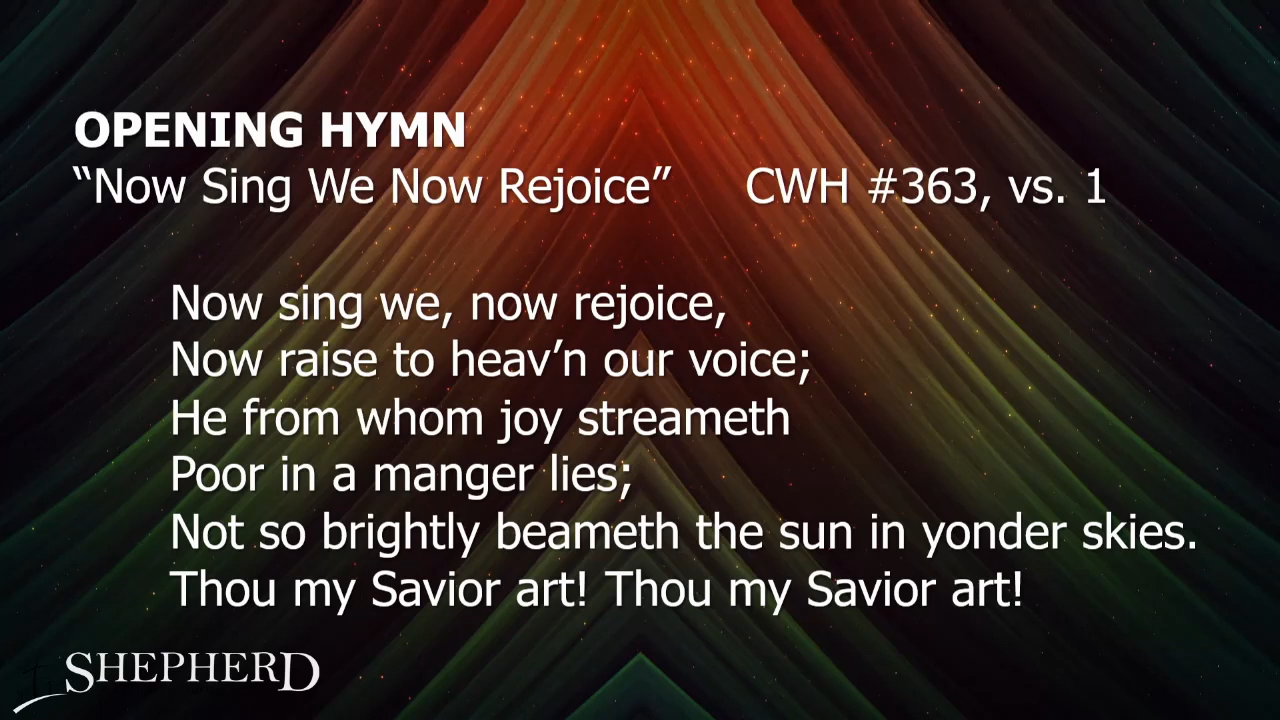 OPENING HYMN
“Now Sing We Now Rejoice” CWH #363, vs. 1
Now sing we, now rejoice,
Now raise to heav’n our voice;
He from whom joy streameth
Poor in a manger lies;
Not so brightly beameth the sun in yonder skies.
Thou my Savior art! Thou my Savior art!
SHEPHERD